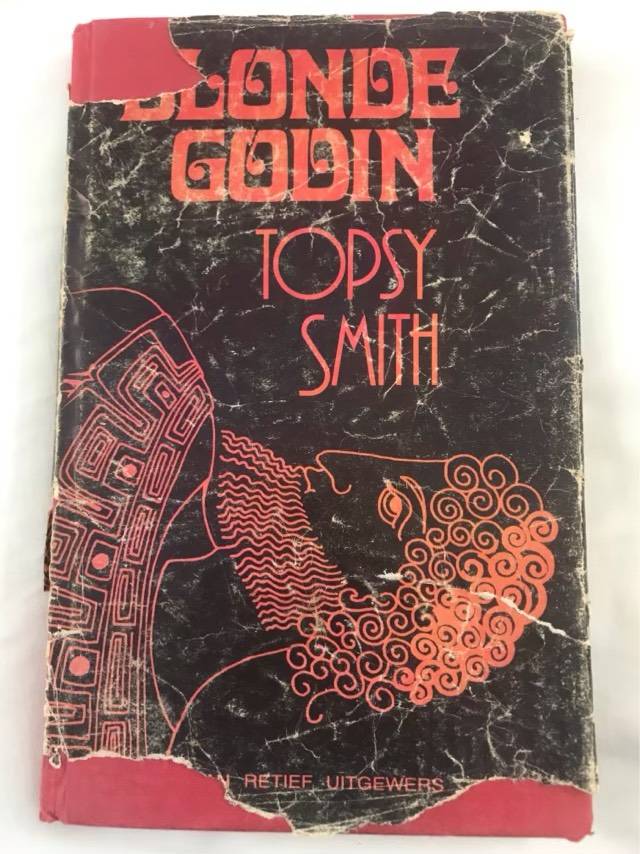 BLONDE
GODIN
TOPSY
SMITH
N RETIEF UITGEWERS